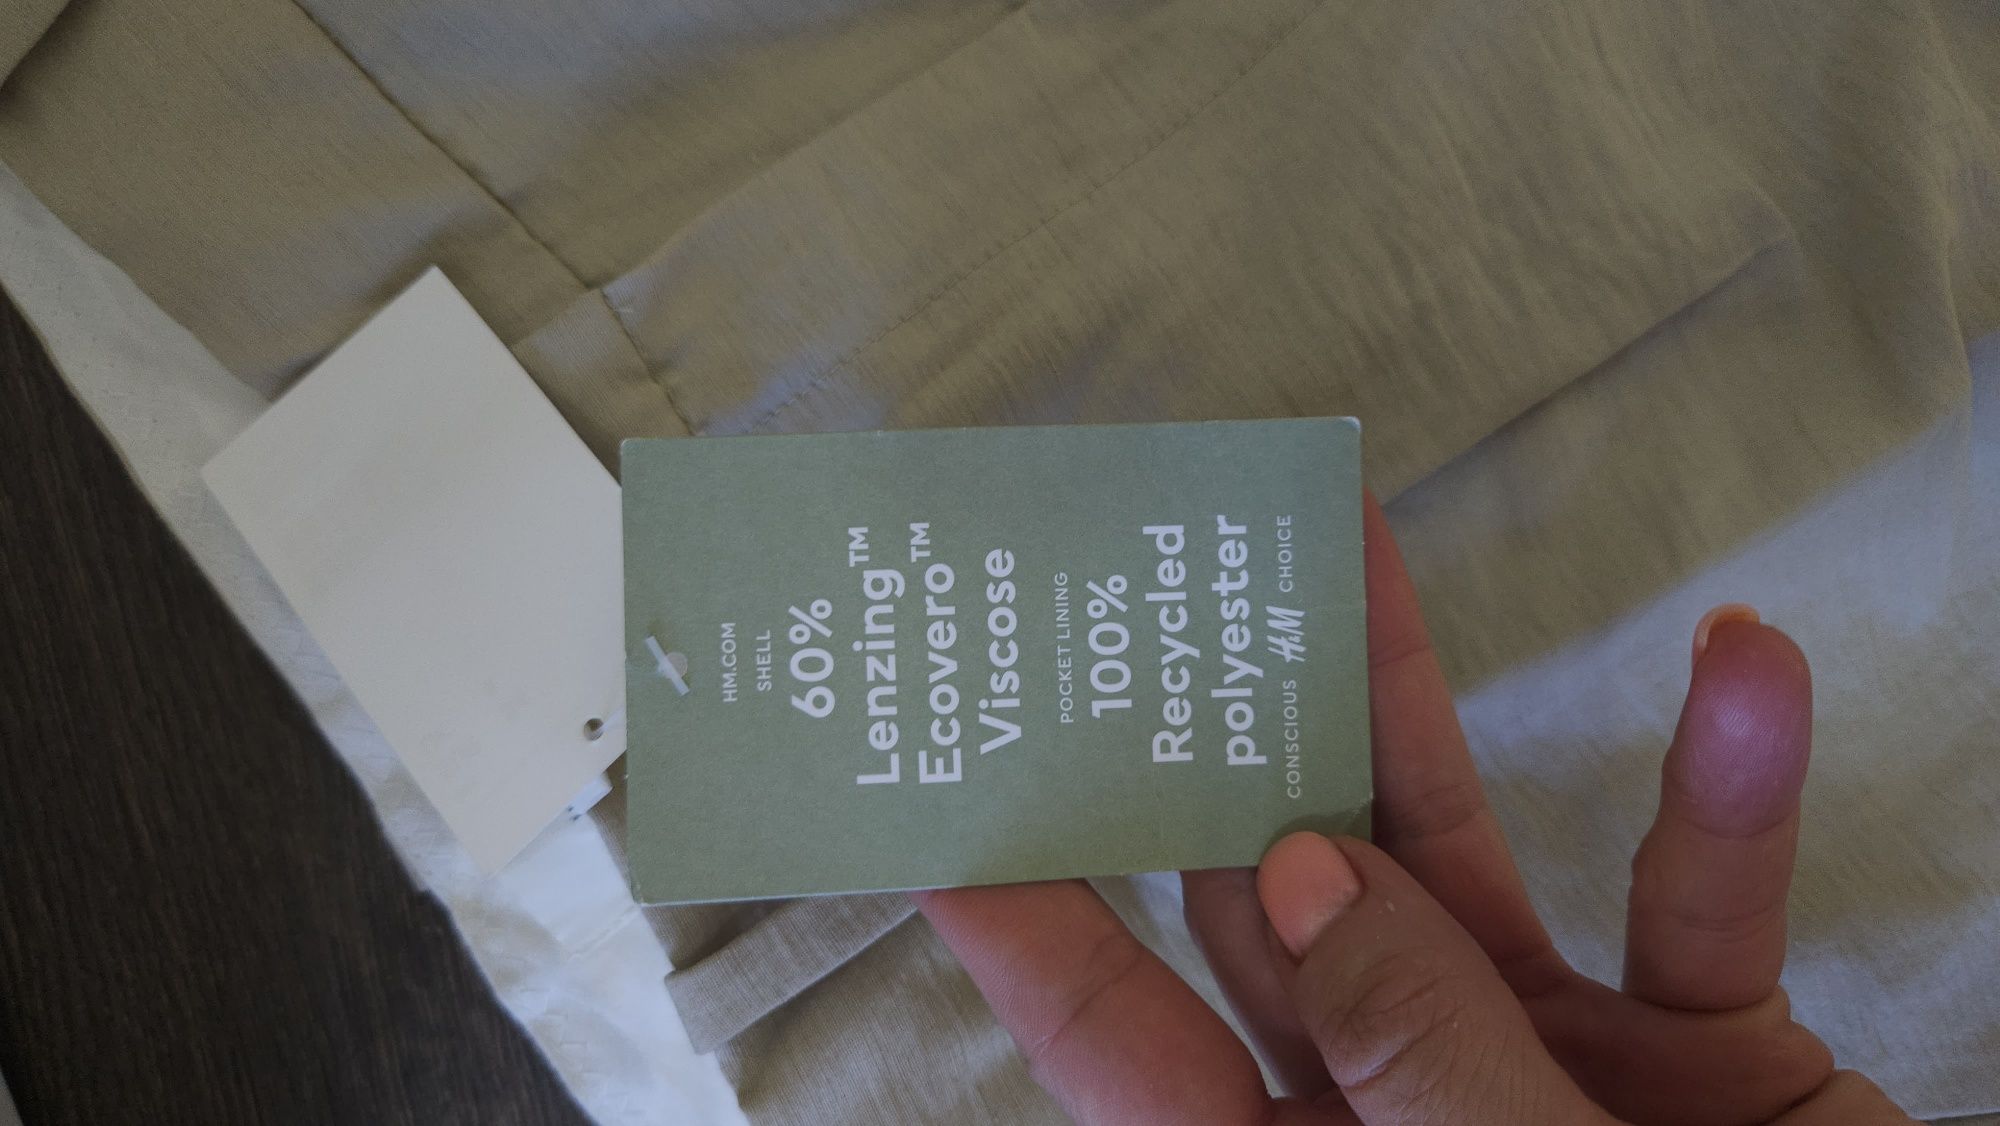 HM.COM
SHELL
60%
Lenzing™
Ecovero™
Viscose
POCKET LINING
100%
Recycled
polyester
CONSCIOUS H&M CHOICE